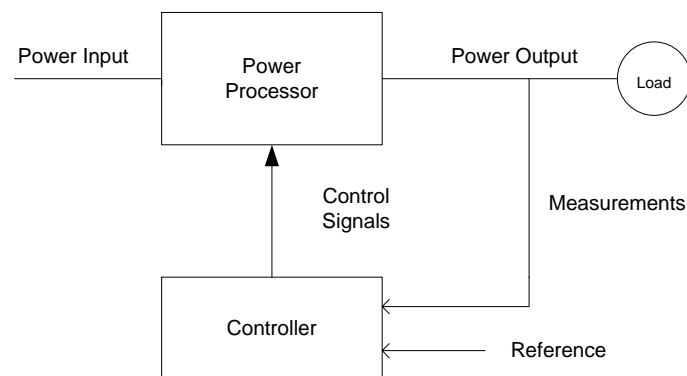 Power Input
Power
Processor
Power Output
Load
Control
Signals
Measurements
Controller
Reference